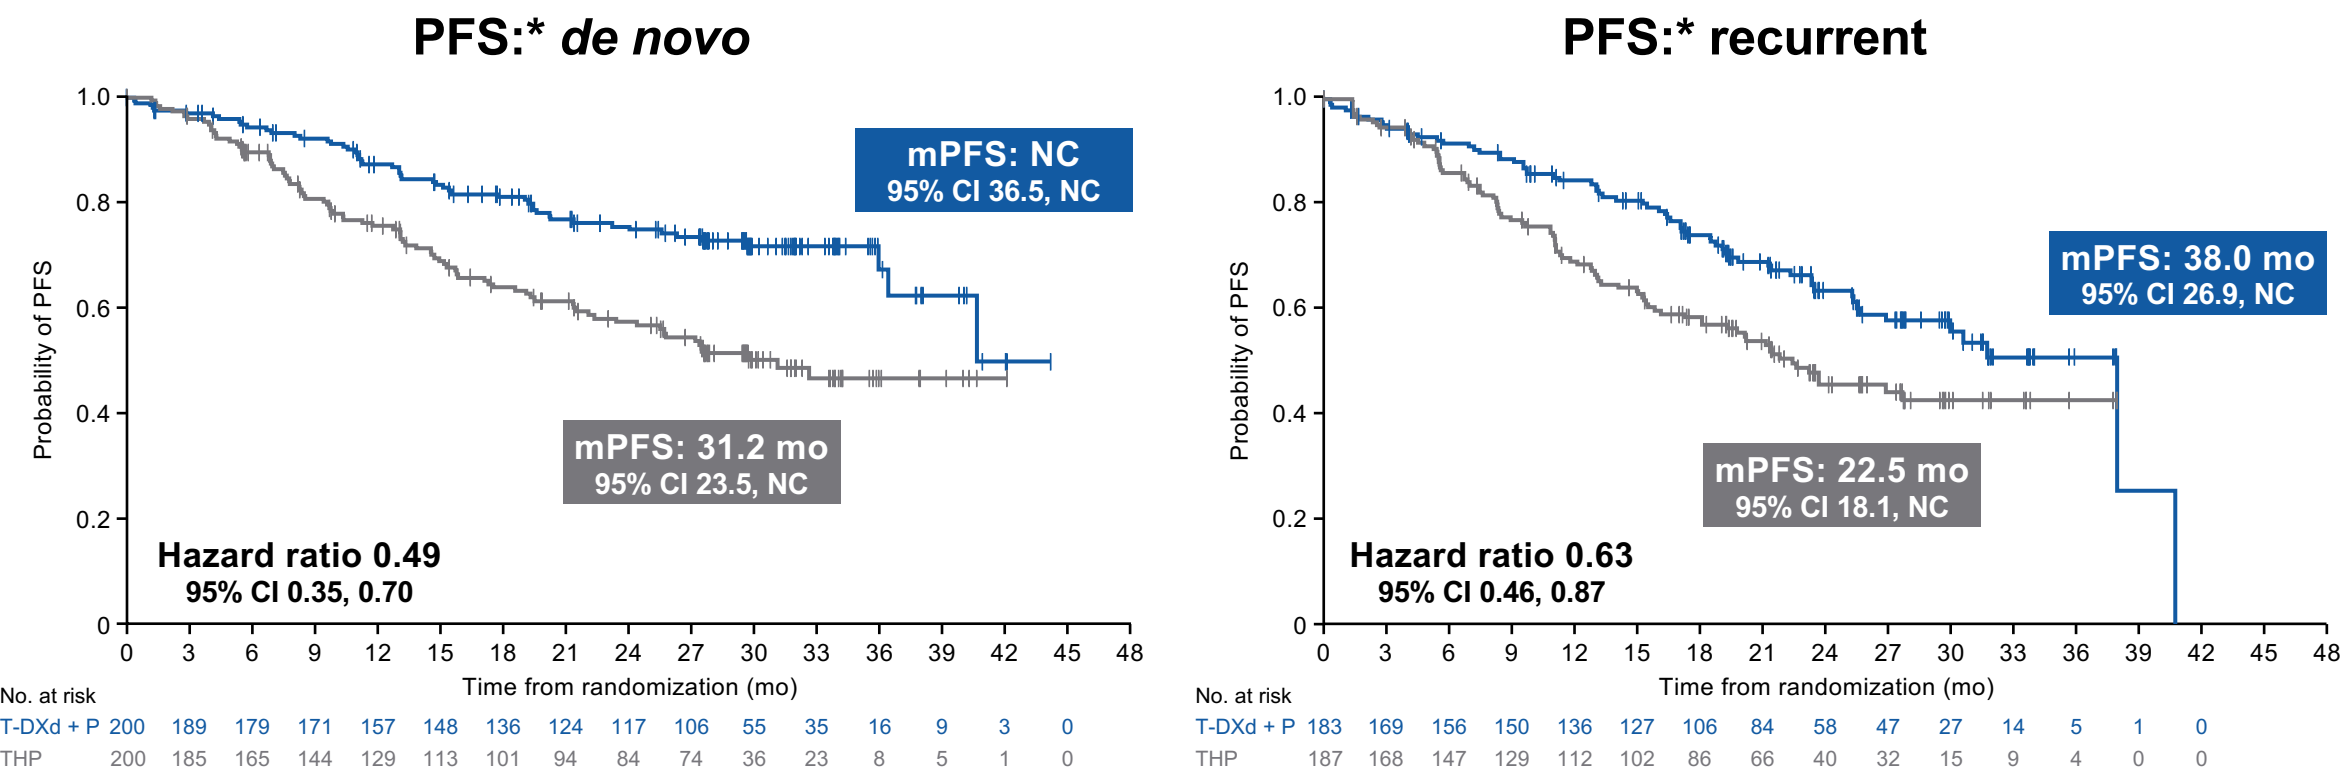 PFS:* de novo
1.0
0.8
0.6
0.4
0.2
0
Probability of PFS
mPFS: NC
95% CI 36.5, NC
mPFS: 31.2 mo
95% CI 23.5, NC
Hazard ratio 0.49
95% CI 0.35, 0.70
0 3 6 9 12 15 18 21 24 27 30 33 36 39 42 45 48
Time from randomization (mo)
No. at risk
T-DXd + P 200 189 179 171 157 148 136 124 117 106 55 35 16 9 3 0
THP 200 185 165 144 129 113 101 94 84 74 36 23 8 5 1 0
PFS:* recurrent
1.0
0.8
0.6
0.4
0.2
0
Probability of PFS
mPFS: 38.0 mo
95% CI 26.9, NC
mPFS: 22.5 mo
95% CI 18.1, NC
Hazard ratio 0.63
95% CI 0.46, 0.87
0 3 6 9 12 15 18 21 24 27 30 33 36 39 42 45 48
Time from randomization (mo)
No. at risk
T-DXd + P 183 169 156 150 136 127 106 84 58 47 27 14 5 1 0
THP 187 168 147 129 112 102 86 66 40 32 15 9 4 0 0